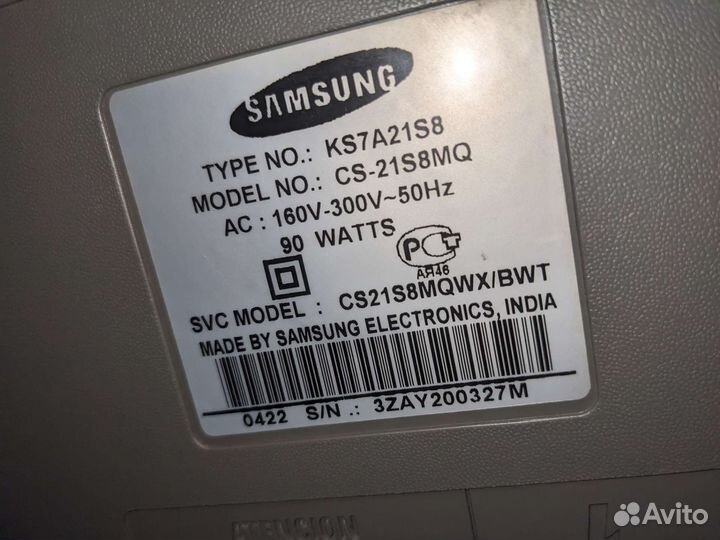 SAMSUNG
TYPE NO.: KS7A21S8
MODEL NO.: CS-21S8MQ
AC : 160V-300V~50Hz
90 WATTS
РСТ
АЯ46
SVC MODEL : CS21S8MQWX/BWT
MADE BY SAMSUNG ELECTRONICS, INDIA
0422 S/N .: 3ZAY200327M
Avito